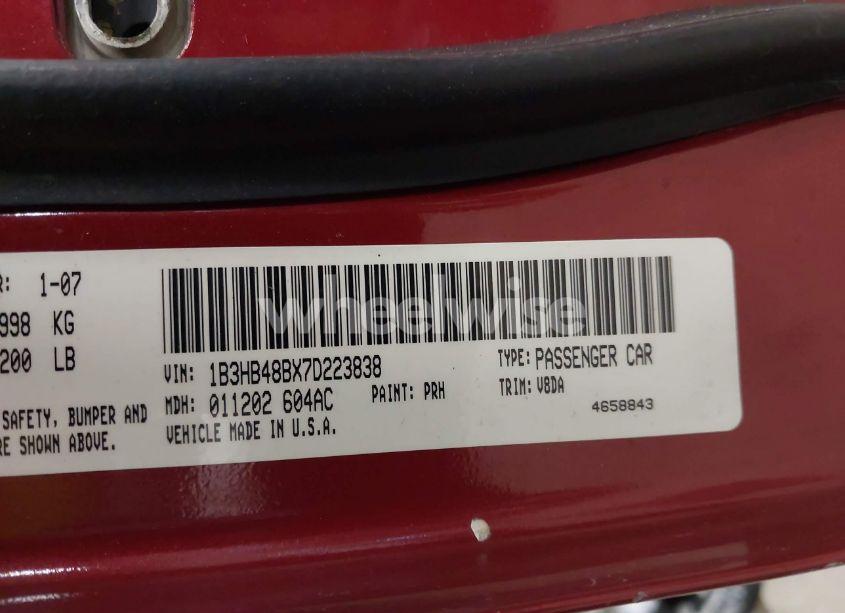 R: 1-07
998 KG
200 LB
SAFETY, BUMPER AND
RE SHOWN ABOVE.
wheelwise
VIN: 1B3HB48BX7D223838
TYPE: PASSENGER CAR
MDH: 011202 604AC
PAINT: PRH
TRIM: V8DA
VEHICLE MADE IN U.S.A.
4658843